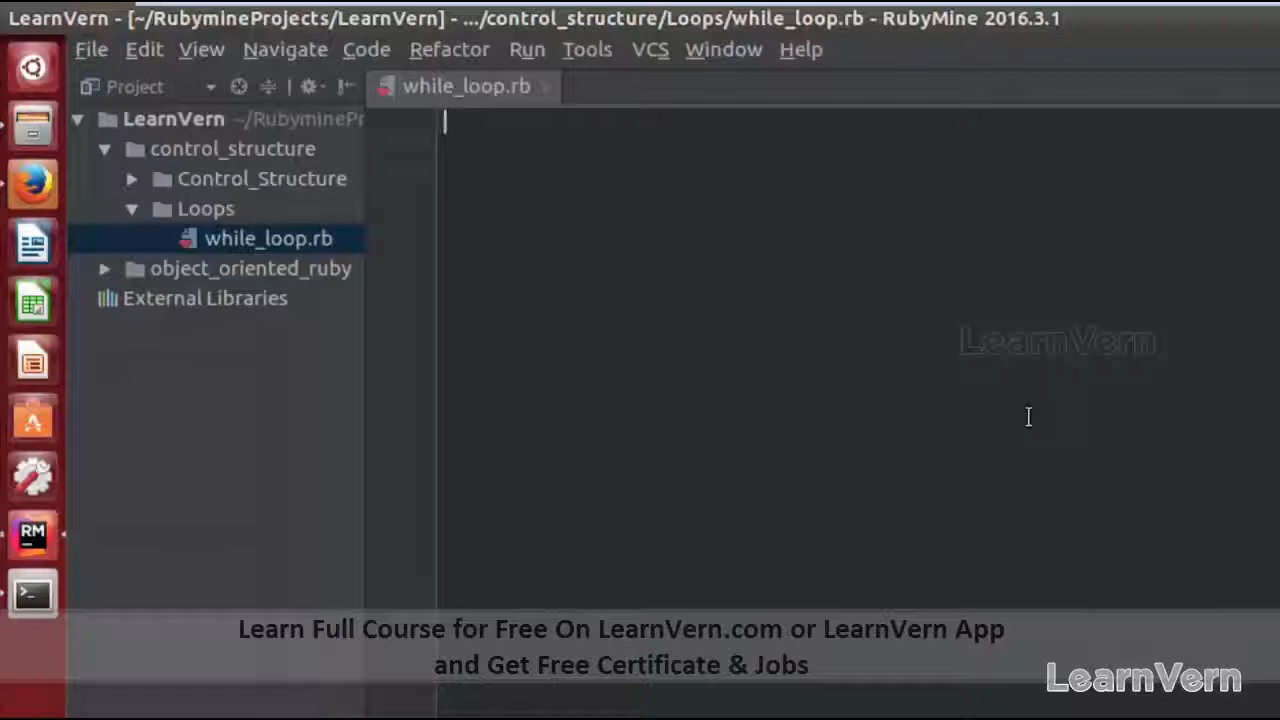 LearnVern - [~/RubymineProjects/LearnVern] - .../control_structure/Loops/while_loop.rb - RubyMine 2016.3.1
File Edit View Navigate Code Refactor Run Tools VCS Window Help
Project
while_loop.rb
LearnVern ~/RubyminePr
control_structure
Control_Structure
Loops
while_loop.rb
object_oriented_ruby
External Libraries
LearnVern
RM
Learn Full Course for Free On LearnVern.com or LearnVern App
and Get Free Certificate & Jobs
LearnVern